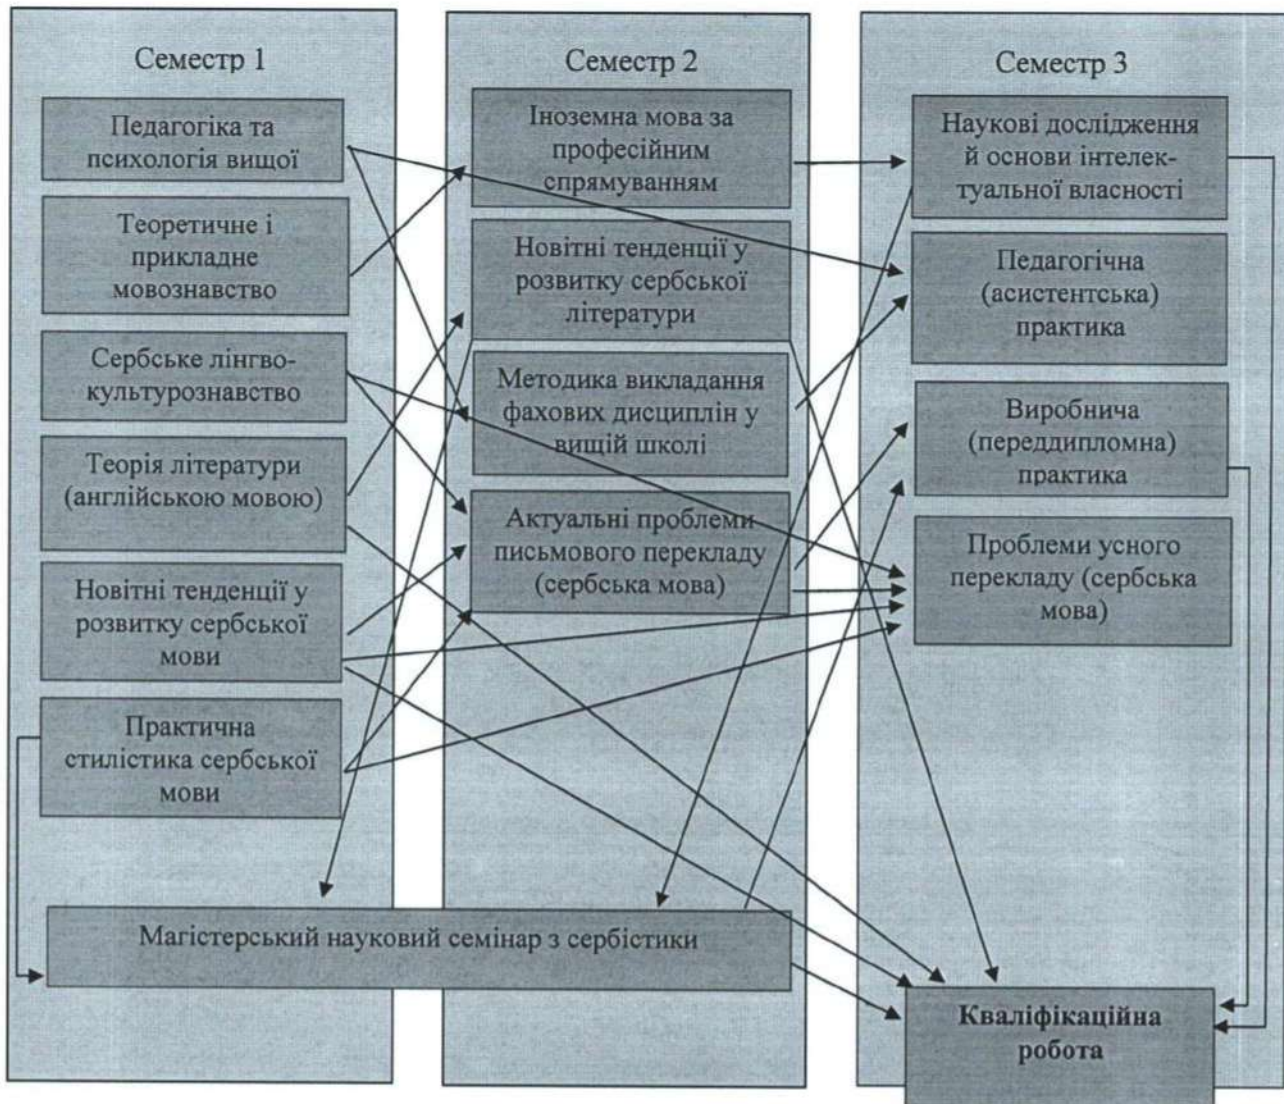 Семестр 1
Педагогіка та
психологія вищої
Теоретичне і
прикладне
мовознавство
Сербське лінгво-
культурознавство
Теорія літератури
(англійською мовою)
Новітні тенденції у
розвитку сербської
мови
Практична
стилістика сербської
мови
Семестр 2
Іноземна мова за
професійним
спрямуванням
Новітні тенденції у
розвитку сербської
літератури
Методика викладання
фахових дисциплін у
вищій школі
Актуальні проблеми
письмового перекладу
(сербська мова)
Семестр 3
Наукові дослідження
й основи інтелек-
туальної власності
Педагогічна
(асистентська)
практика
Виробнича
(переддипломна)
практика
Проблеми усного
перекладу (сербська
мова)
Магістерський науковий семінар з сербістики
Кваліфікаційна
робота